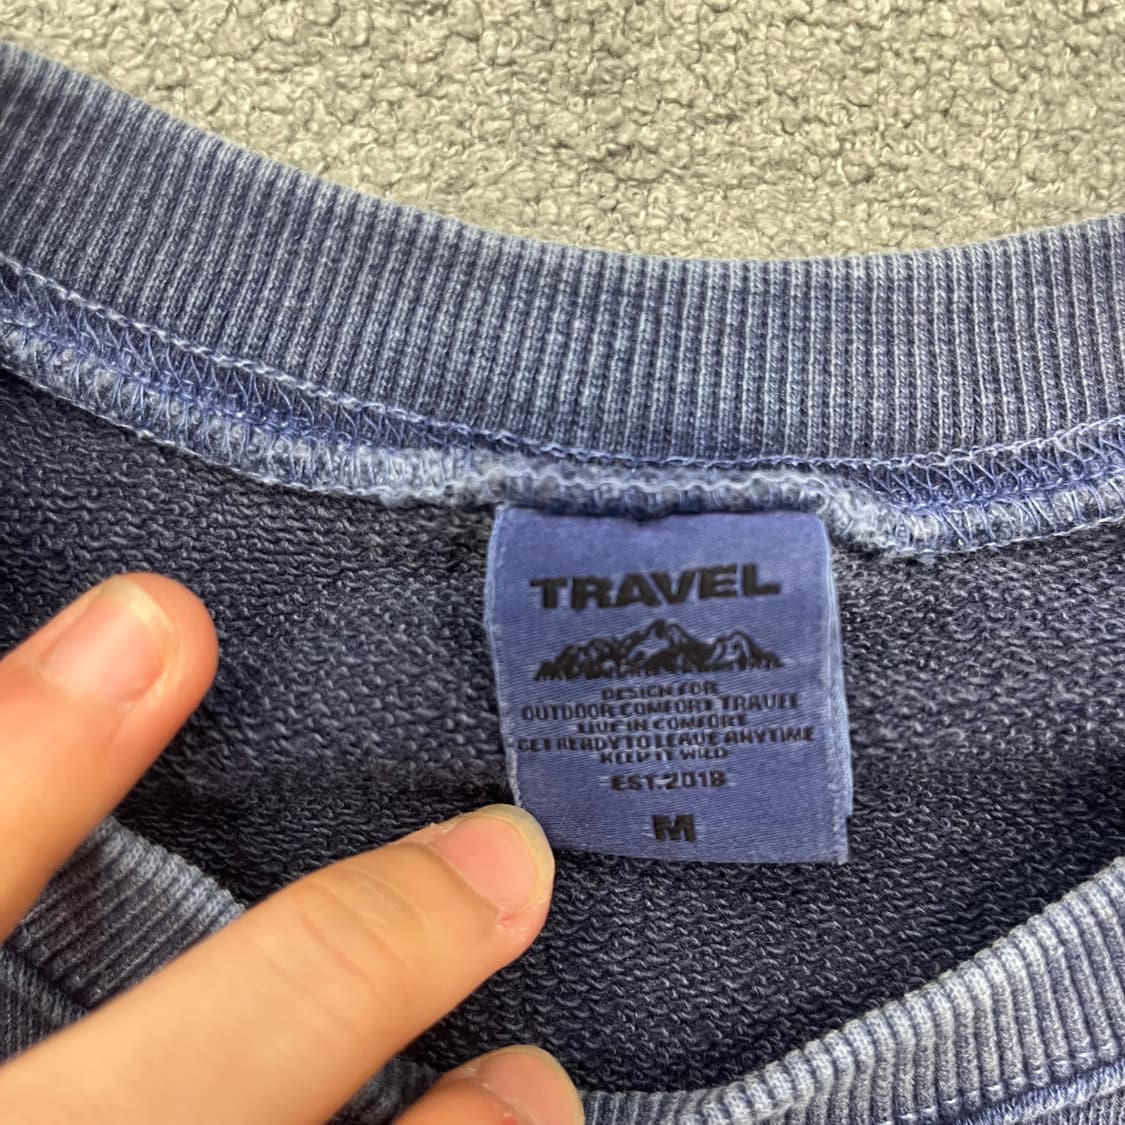 TRAVEL
DESIGN FOR
OUTDOOR COMFORT TRAVEL
LIVE IN COMFORT
GET READY TO LEAVE ANYTIME
KEEP IT WILD
EST.2018
M